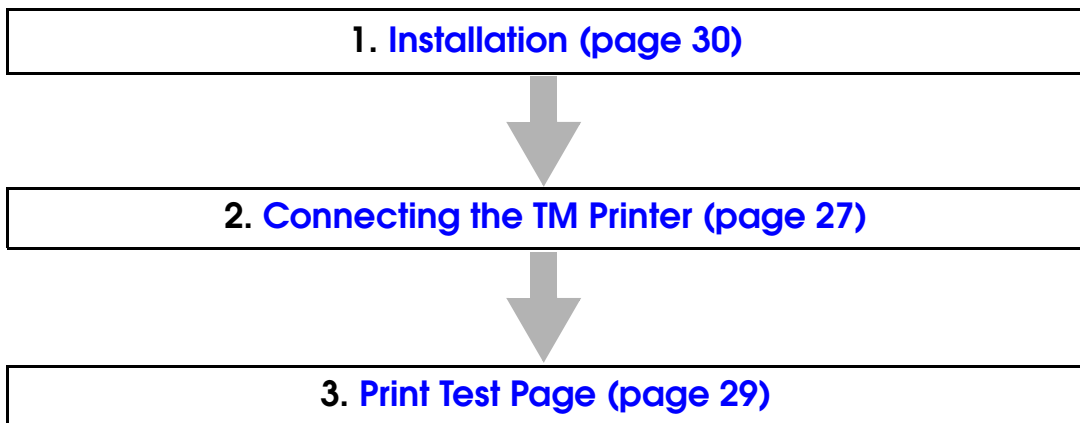 1. Installation (page 30)
2. Connecting the TM Printer (page 27)
3. Print Test Page (page 29)